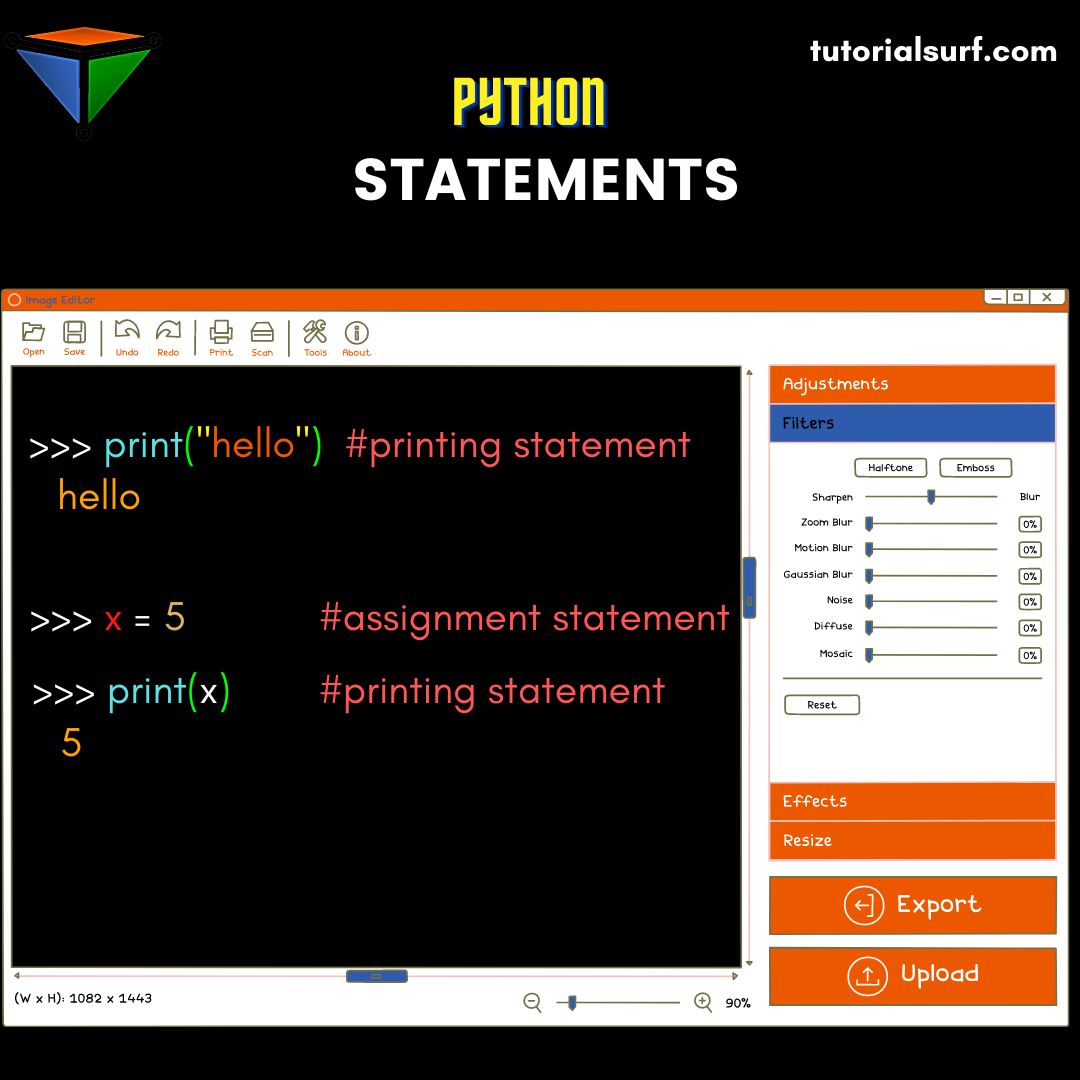 tutorialsurf.com
PYTHON
STATEMENTS
Image Editor
Open Save Undo Redo Print Scan Tools About
>>> print("hello") #printing statement
hello
>>> x = 5 #assignment statement
>>> print(x) #printing statement
5
Adjustments
Filters
Halftone Emboss
Sharpen Blur
Zoom Blur 0%
Motion Blur 0%
Gaussian Blur 0%
Noise 0%
Diffuse 0%
Mosaic 0%
Reset
Effects
Resize
Export
Upload
(W x H): 1082 x 1443
90%